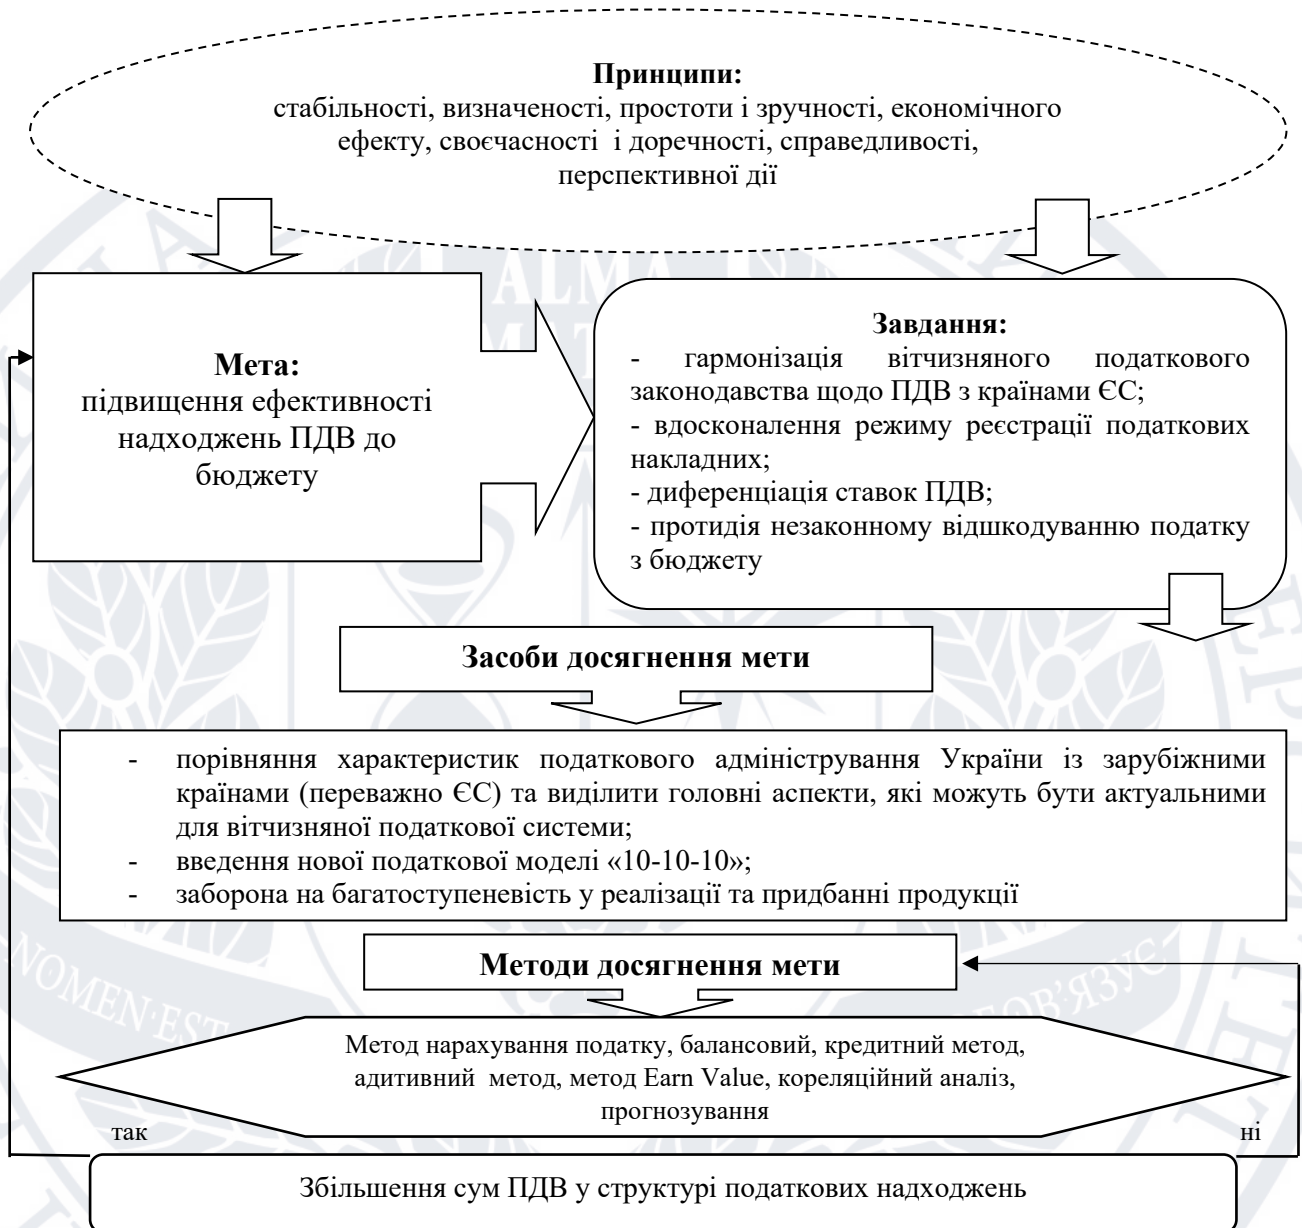 Принципи:
стабільності, визначеності, простоти і зручності, економічного
ефекту, своєчасності і доречності, справедливості,
перспективної дії
Мета:
підвищення ефективності
надходжень ПДВ до
бюджету
Завдання:
- гармонізація вітчизняного податкового
законодавства щодо ПДВ з країнами ЄС;
- вдосконалення режиму реєстрації податкових
накладних;
- диференціація ставок ПДВ;
- протидія незаконному відшкодуванню податку
з бюджету
Засоби досягнення мети
- порівняння характеристик податкового адміністрування України із зарубіжними
країнами (переважно ЄС) та виділити головні аспекти, які можуть бути актуальними
для вітчизняної податкової системи;
- введення нової податкової моделі «10-10-10»;
- заборона на багатоступеневість у реалізації та придбанні продукції
Методи досягнення мети
Метод нарахування податку, балансовий, кредитний метод,
адитивний метод, метод Earn Value, кореляційний аналіз,
прогнозування
так
ні
Збільшення сум ПДВ у структурі податкових надходжень
ALMA
NOMEN EST